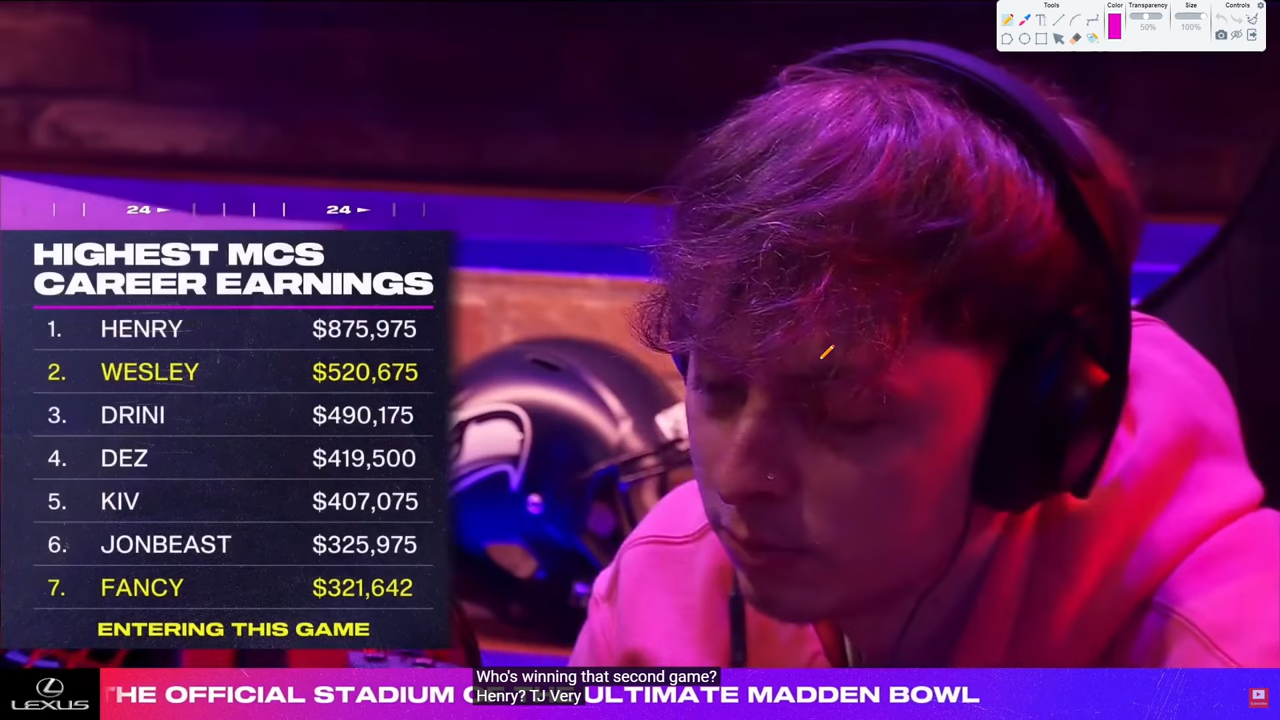 Tools
Color
Transparency
Size
Controls
50%
100%
24
24
HIGHEST MCS
CAREER EARNINGS
1. HENRY $875,975
2. WESLEY $520,675
3. DRINI $490,175
4. DEZ $419,500
5. KIV $407,075
6. JONBEAST $325,975
7. FANCY $321,642
ENTERING THIS GAME
Who's winning that second game?
Henry? TJ Very
LEXUS
THE OFFICIAL STADIUM ULTIMATE MADDEN BOWL